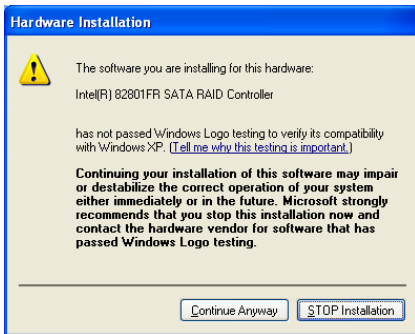 Hardware Installation
The software you are installing for this hardware:
Intel(R) 82801FR SATA RAID Controller
has not passed Windows Logo testing to verify its compatibility
with Windows XP. (Tell me why this testing is important.)
Continuing your installation of this software may impair
or destabilize the correct operation of your system
either immediately or in the future. Microsoft strongly
recommends that you stop this installation now and
contact the hardware vendor for software that has
passed Windows Logo testing.
Continue Anyway STOP Installation